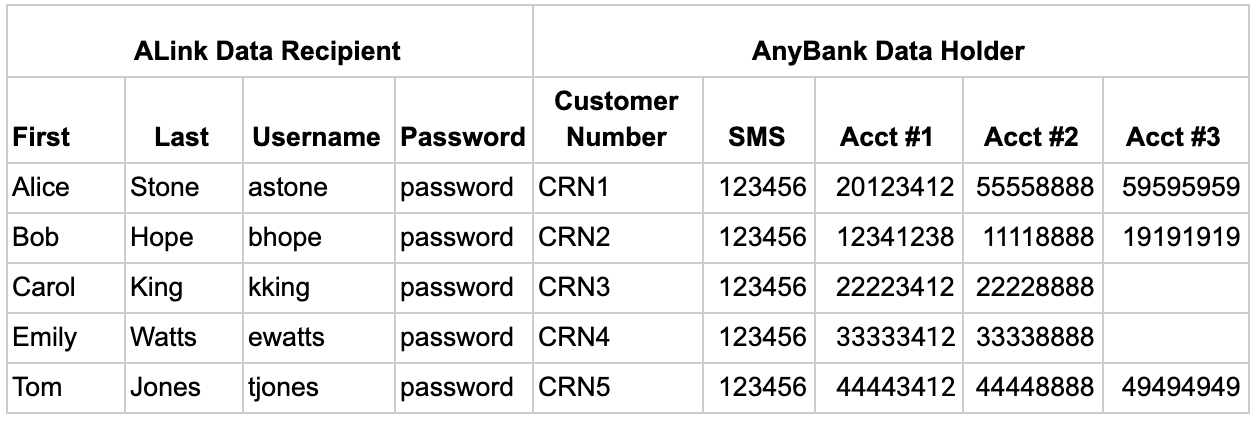 ALink Data Recipient AnyBank Data Holder
First Last Username Password Customer Number SMS Acct #1 Acct #2 Acct #3
Alice Stone astone password CRN1 123456 20123412 55558888 59595959
Bob Hope bhope password CRN2 123456 12341238 11118888 19191919
Carol King kking password CRN3 123456 22223412 22228888
Emily Watts ewatts password CRN4 123456 33333412 33338888
Tom Jones tjones password CRN5 123456 44443412 44448888 49494949